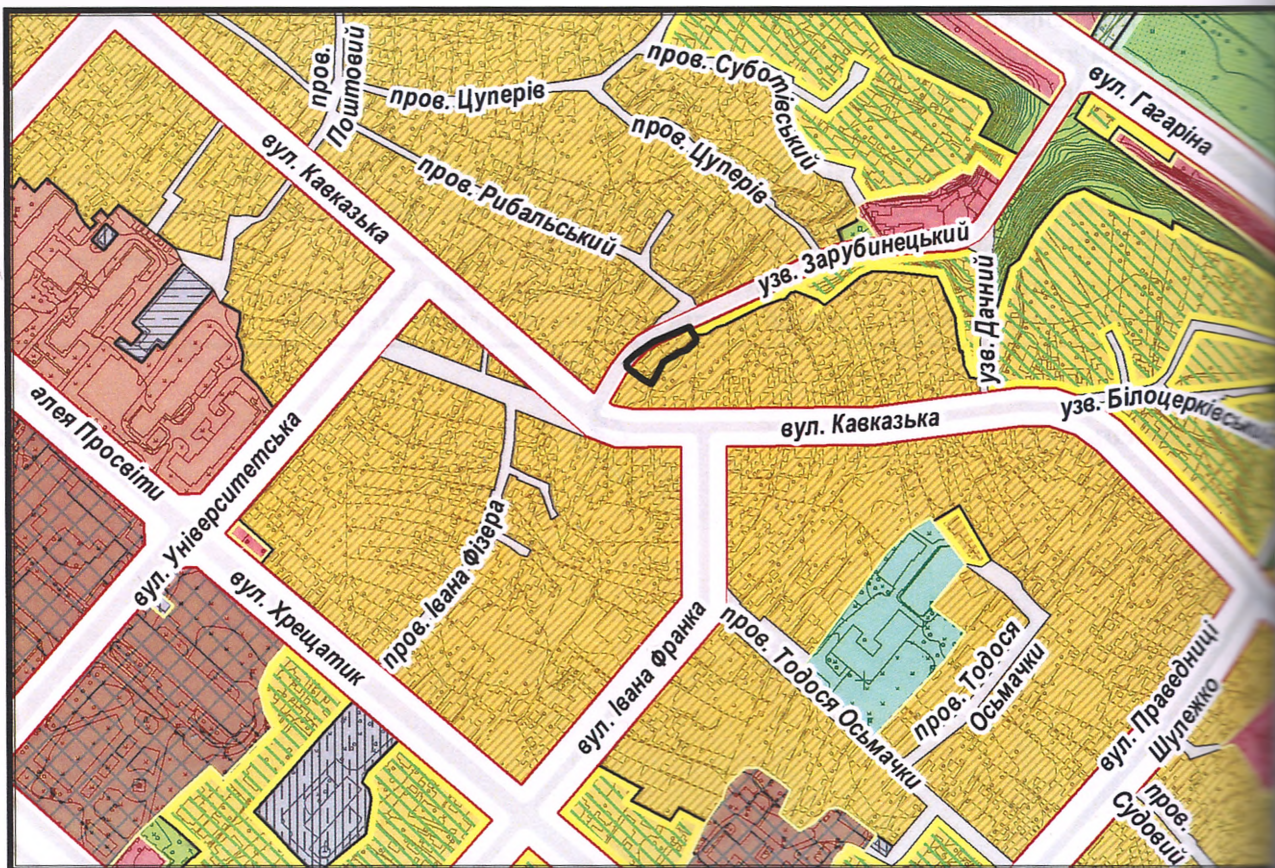 пров.
Поштовий
пров. Цуперів
пров. Суботівський
вул. Гагаріна
вул. Кавказька
пров. Рибальський
пров. Цуперів
узв. Зарубинецький
узв. Дачний
алея Просвіти
вул. Університетська
вул. Кавказька
узв. Білоцерківський
пров. Івана Фізера
вул. Хрещатик
вул. Івана Франка
пров. Тодося Осьмачки
пров. Тодося
Осьмачки
вул. Праведниці
Шулежко
пров.
Судовий